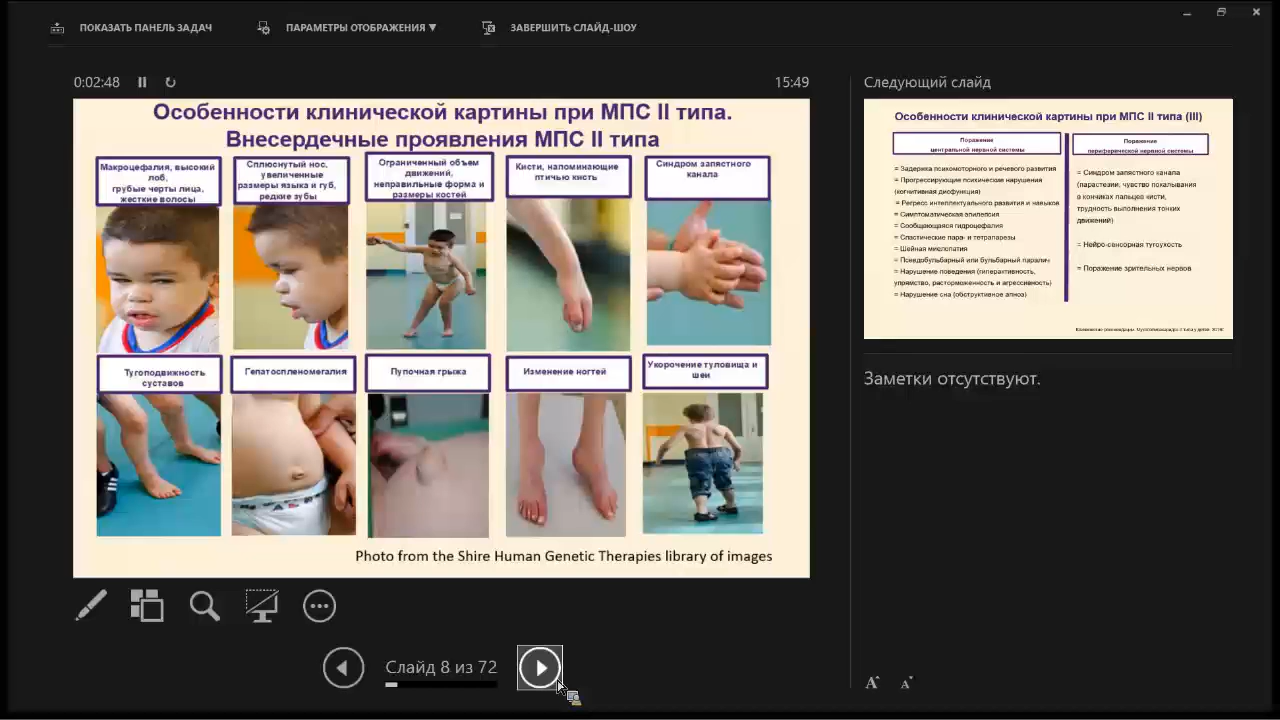 ПОКАЗАТЬ ПАНЕЛЬ ЗАДАЧ
ПАРАМЕТРЫ ОТОБРАЖЕНИЯ ▼
ЗАВЕРШИТЬ СЛАЙД-ШОУ
0:02:48
15:49
Особенности клинической картины при МПС II типа.
Внесердечные проявления МПС II типа
Макроцефалия, высокий
лоб,
грубые черты лица,
жесткие волосы
Сплюснутый нос,
увеличенные
размеры языка и губ,
редкие зубы
Ограниченный объем
движений,
неправильные форма и
размеры костей
Кисти, напоминающие
птичью кисть
Синдром запястного
канала
Тугоподвижность
суставов
Гепатоспленомегалия
Пупочная грыжа
Изменение ногтей
Укорочение туловища и
шеи
Photo from the Shire Human Genetic Therapies library of images
Слайд 8 из 72
Следующий слайд
Особенности клинической картины при МПС II типа (III)
Поражение
центральной нервной системы
= Задержка психомоторного и речевого развития
= Прогрессирующие психические нарушения
(когнитивная дисфункция)
= Регресс интеллектуального развития и навыков
= Симптоматическая эпилепсия
= Сообщающаяся гидроцефалия
= Спастические пара- и тетрапарезы
= Шейная миелопатия
= Псевдобульбарный или бульбарный паралич
= Нарушение поведения (гиперактивность,
упрямство, расторможенность и агрессивность)
= Нарушение сна (обструктивное апноэ)
Поражение
периферической нервной системы
= Синдром запястного канала
(парастезии, чувство покалывания
в кончиках пальцев кисти,
трудность выполнения тонких
движений)
= Нейро-сенсорная тугоухость
= Поражение зрительных нервов
Заметки отсутствуют.